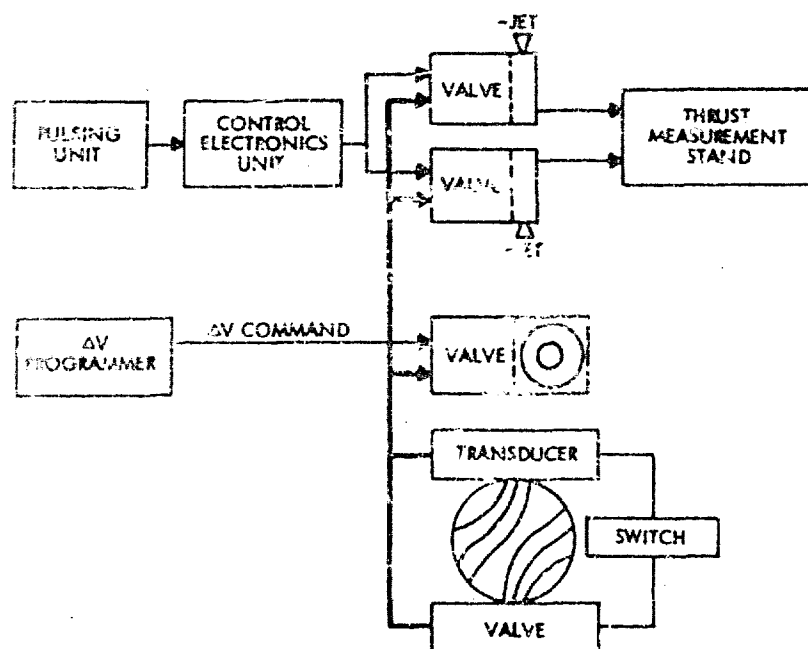 -JET
VALVE
PULSING
UNIT
CONTROL
ELECTRONICS
UNIT
THRUST
MEASUREMENT
STAND
VALVE
-JET
ΔV
PROGRAMMER
ΔV COMMAND
VALVE
TRANSDUCER
SWITCH
VALVE